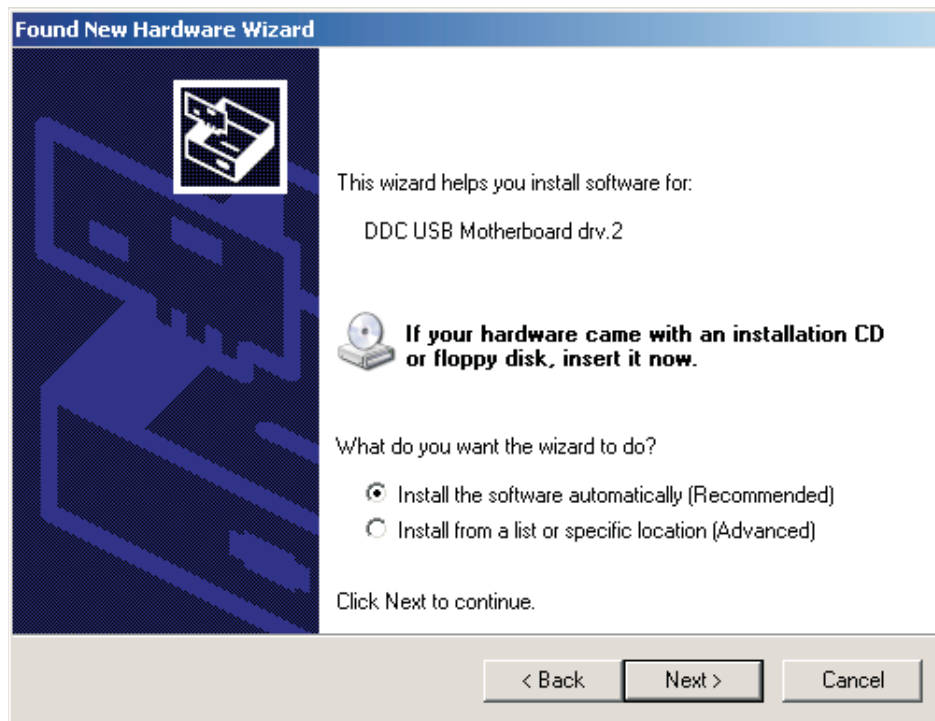 Found New Hardware Wizard
This wizard helps you install software for:
DDC USB Motherboard drv.2
If your hardware came with an installation CD
or floppy disk, insert it now.
What do you want the wizard to do?
Install the software automatically (Recommended)
Install from a list or specific location (Advanced)
Click Next to continue.
< Back Next > Cancel